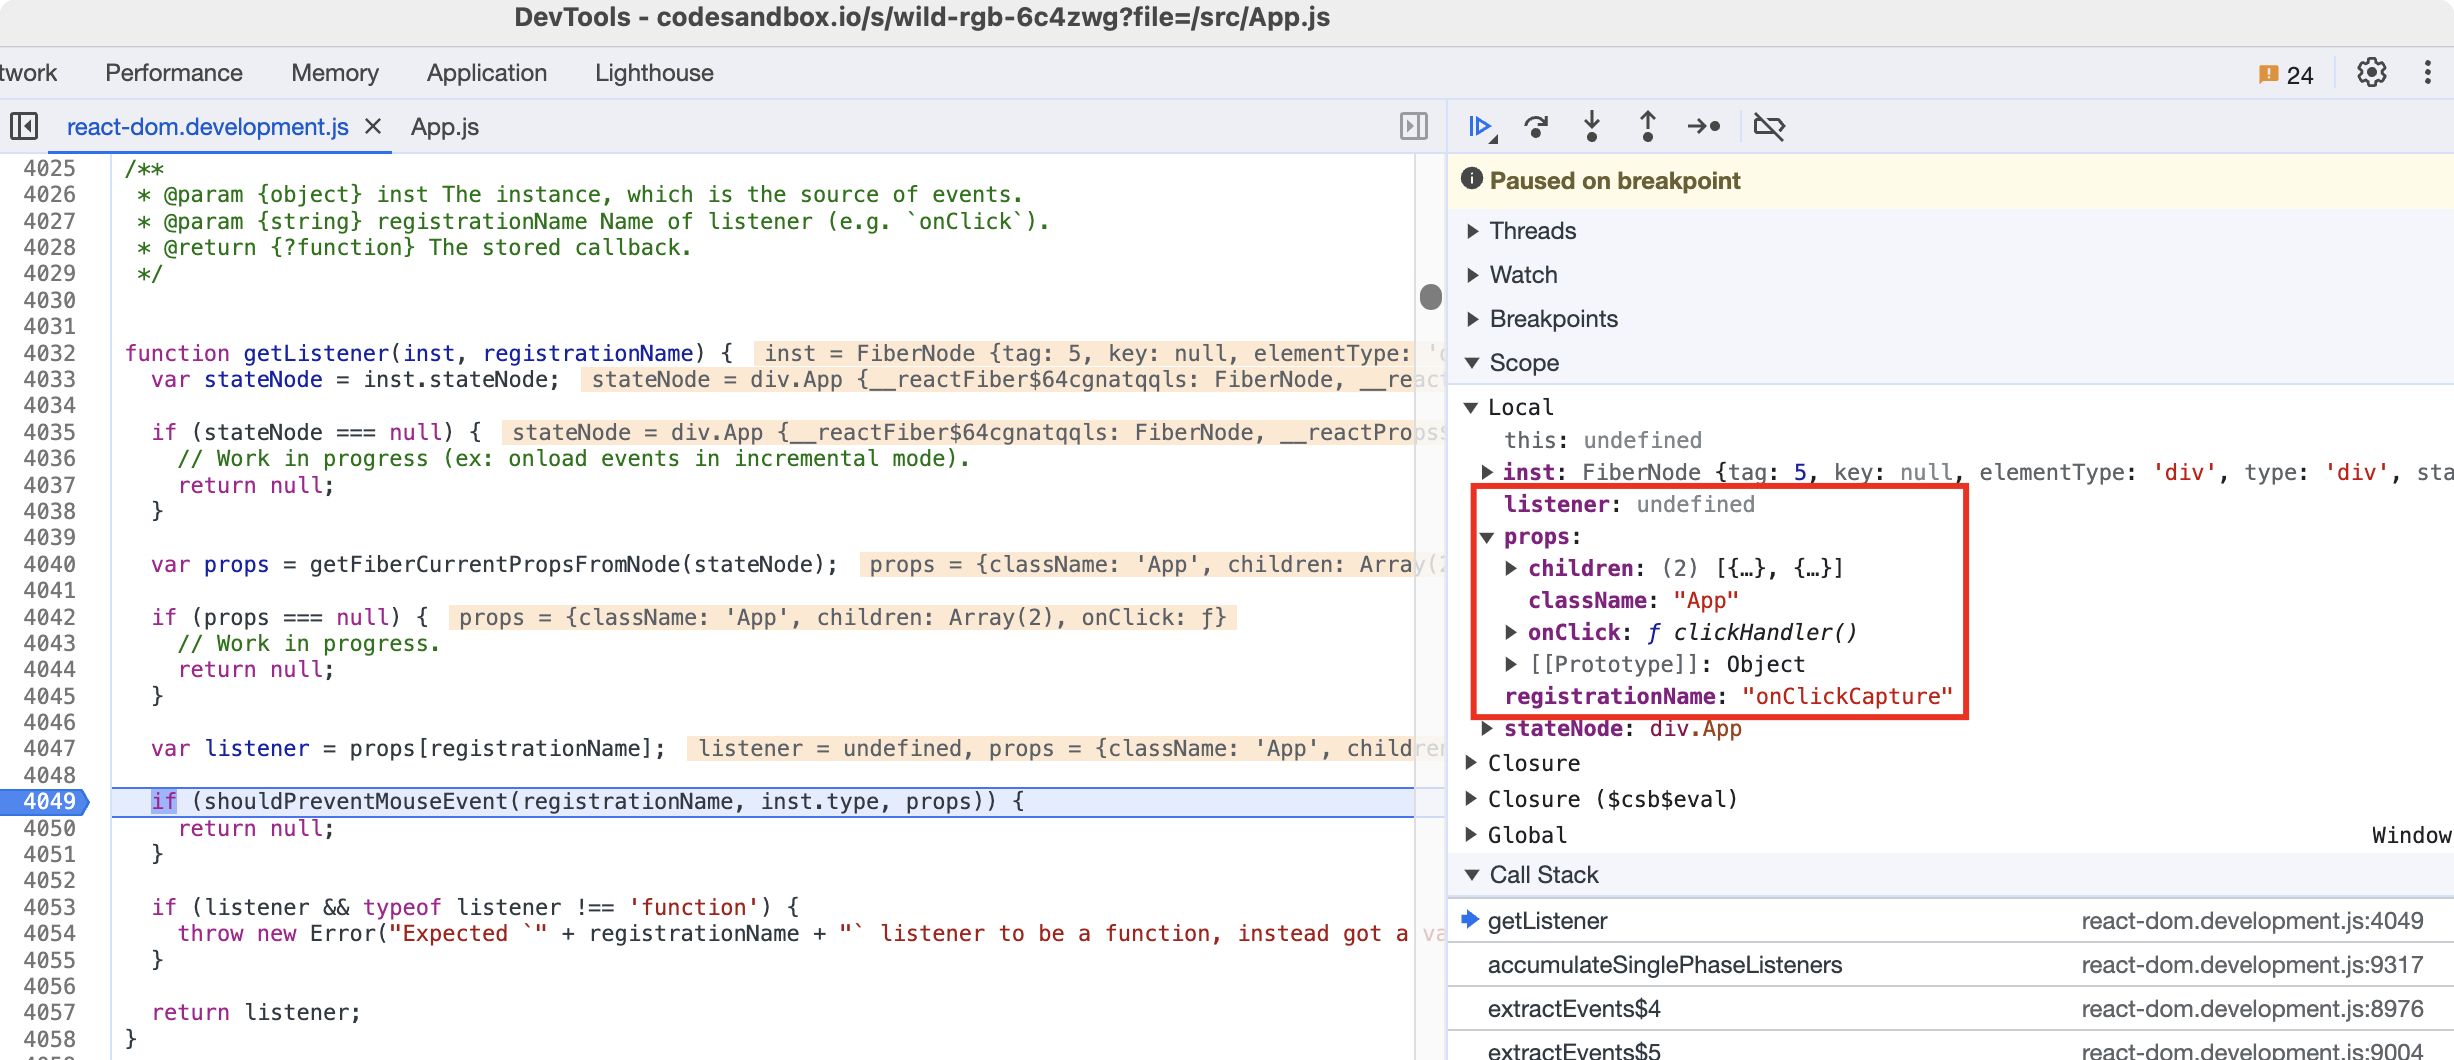 DevTools - codesandbox.io/s/wild-rgb-6c4zwg?file=/src/App.js
twork Performance Memory Application Lighthouse 24
react-dom.development.js × App.js
4025 /**
4026 * @param {object} inst The instance, which is the source of events.
4027 * @param {string} registrationName Name of listener (e.g. `onClick`).
4028 * @return {?function} The stored callback.
4029 */
4030
4031
4032 function getListener(inst, registrationName) { inst = FiberNode {tag: 5, key: null, elementType: 'd
4033 var stateNode = inst.stateNode; stateNode = div.App {__reactFiber$64cgnatqqls: FiberNode, __react
4034
4035 if (stateNode === null) { stateNode = div.App {__reactFiber$64cgnatqqls: FiberNode, __reactProps$
4036 // Work in progress (ex: onload events in incremental mode).
4037 return null;
4038 }
4039
4040 var props = getFiberCurrentPropsFromNode(stateNode); props = {className: 'App', children: Array(2
4041
4042 if (props === null) { props = {className: 'App', children: Array(2), onClick: ƒ}
4043 // Work in progress.
4044 return null;
4045 }
4046
4047 var listener = props[registrationName]; listener = undefined, props = {className: 'App', childre
4048
4049 if (shouldPreventMouseEvent(registrationName, inst.type, props)) {
4050 return null;
4051 }
4052
4053 if (listener && typeof listener !== 'function') {
4054 throw new Error("Expected `" + registrationName + "` listener to be a function, instead got a va
4055 }
4056
4057 return listener;
4058 }
Paused on breakpoint
Threads
Watch
Breakpoints
Scope
Local
this: undefined
inst: FiberNode {tag: 5, key: null, elementType: 'div', type: 'div', sta
listener: undefined
props:
children: (2) [{…}, {…}]
className: "App"
onClick: ƒ clickHandler()
[[Prototype]]: Object
registrationName: "onClickCapture"
stateNode: div.App
Closure
Closure ($csb$eval)
Global Window
Call Stack
getListener react-dom.development.js:4049
accumulateSinglePhaseListeners react-dom.development.js:9317
extractEvents$4 react-dom.development.js:8976
extractEvents$5 react-dom.development.js:9004